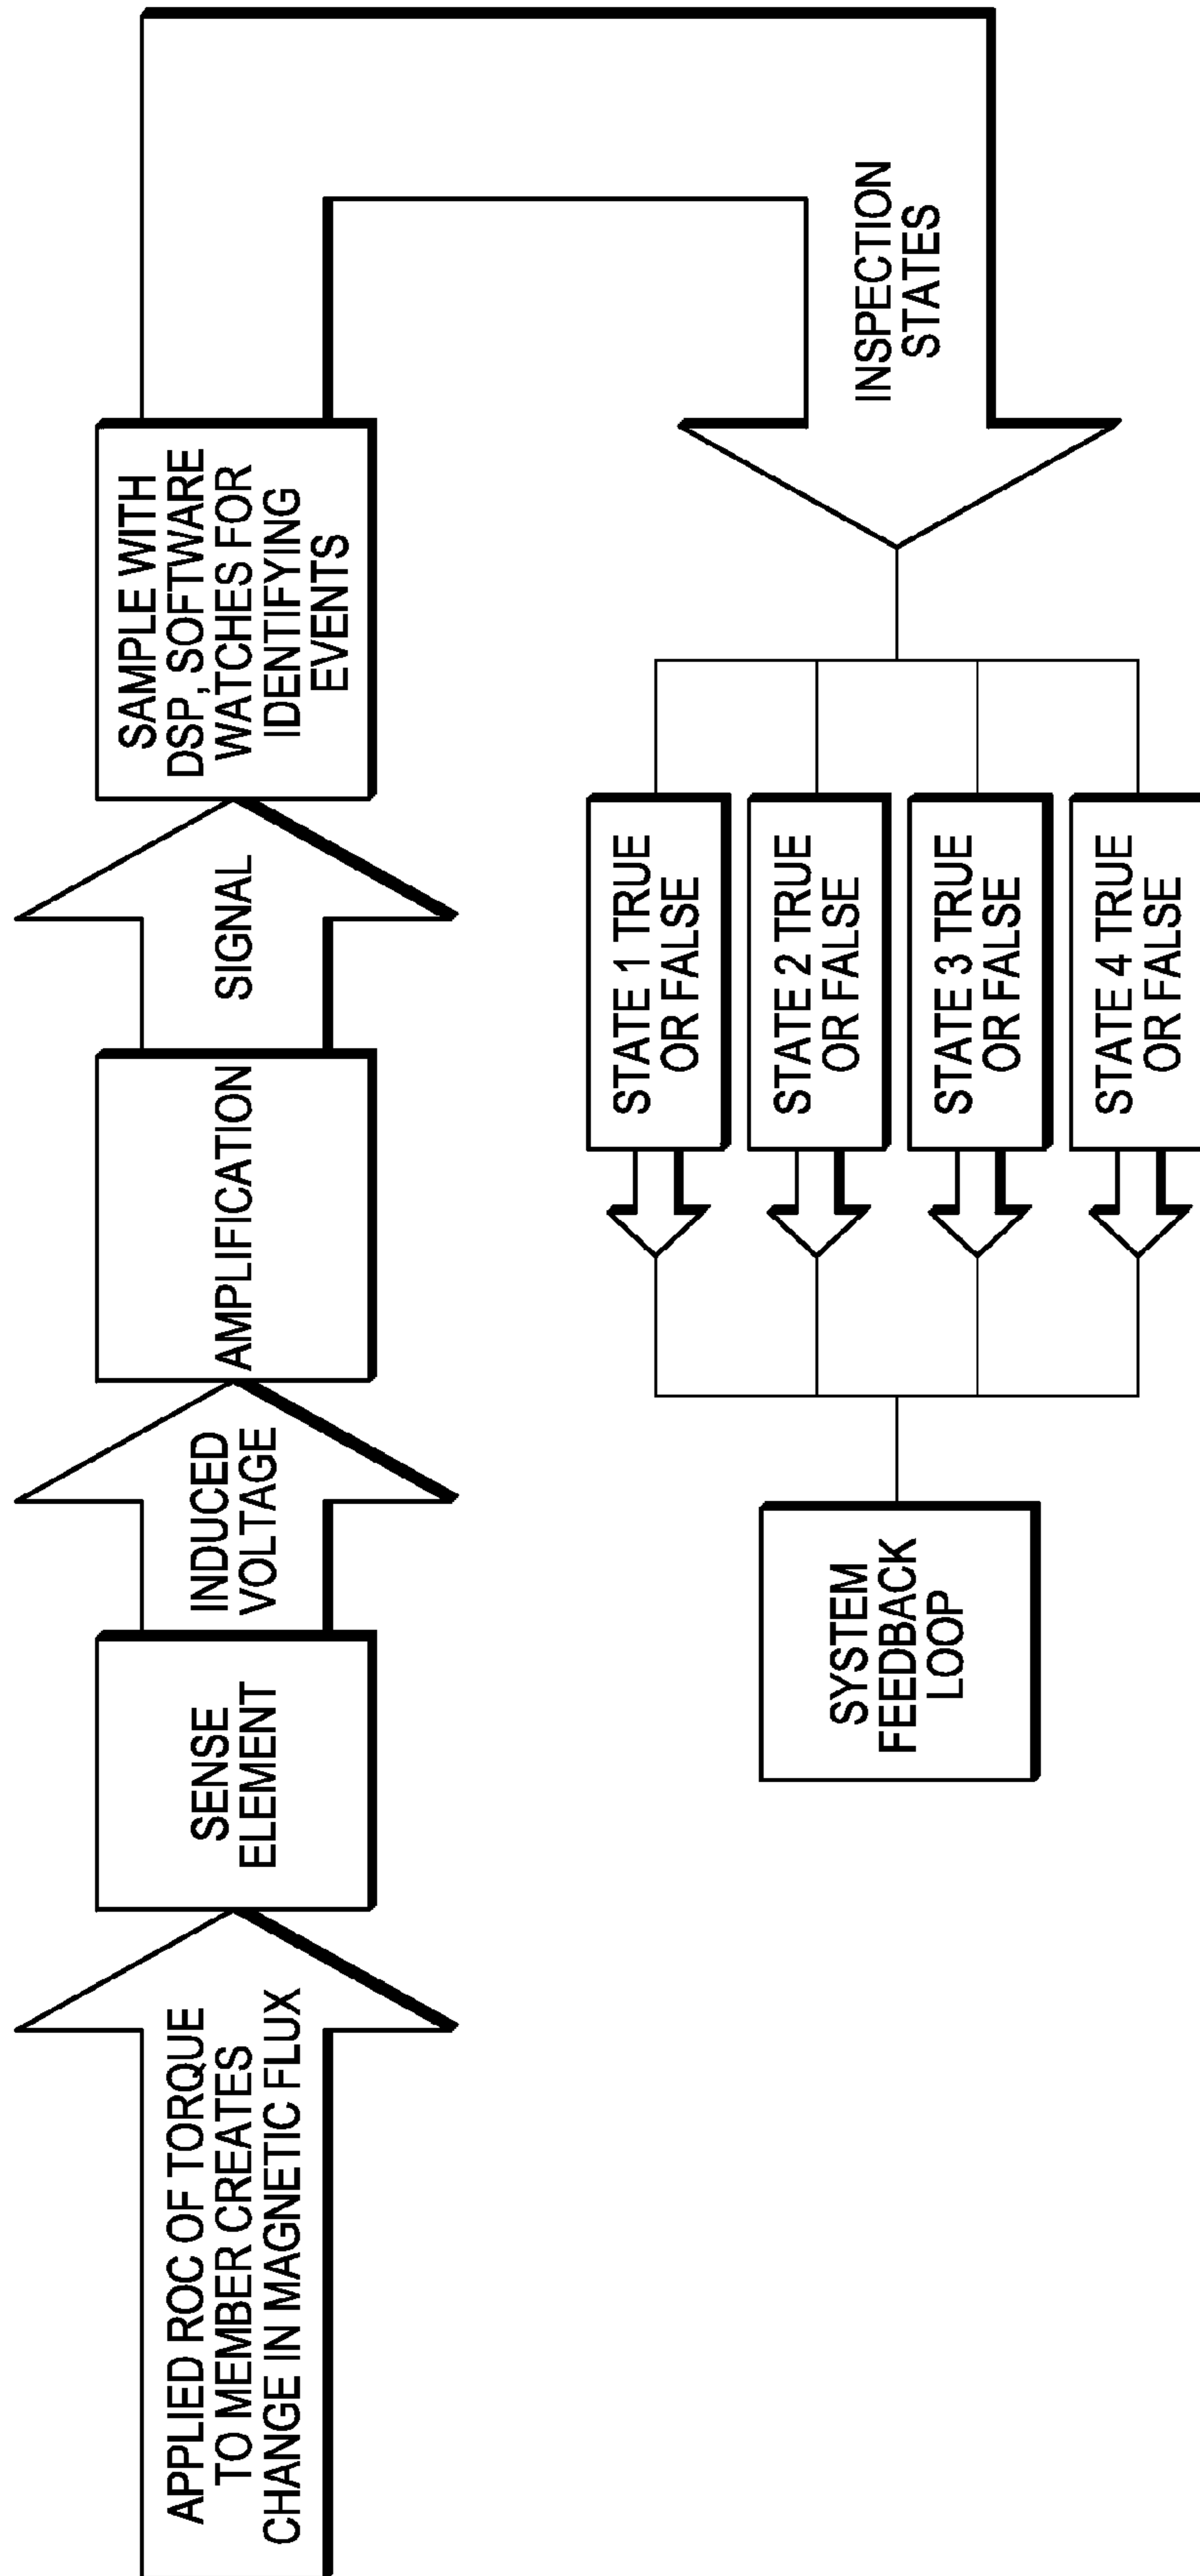 APPLIED ROC OF TORQUE
TO MEMBER CREATES
CHANGE IN MAGNETIC FLUX
SENSE
ELEMENT
INDUCED
VOLTAGE
AMPLIFICATION
SIGNAL
SAMPLE WITH
DSP, SOFTWARE
WATCHES FOR
IDENTIFYING
EVENTS
INSPECTION
STATES
STATE 1 TRUE
OR FALSE
STATE 2 TRUE
OR FALSE
STATE 3 TRUE
OR FALSE
STATE 4 TRUE
OR FALSE
SYSTEM
FEEDBACK
LOOP